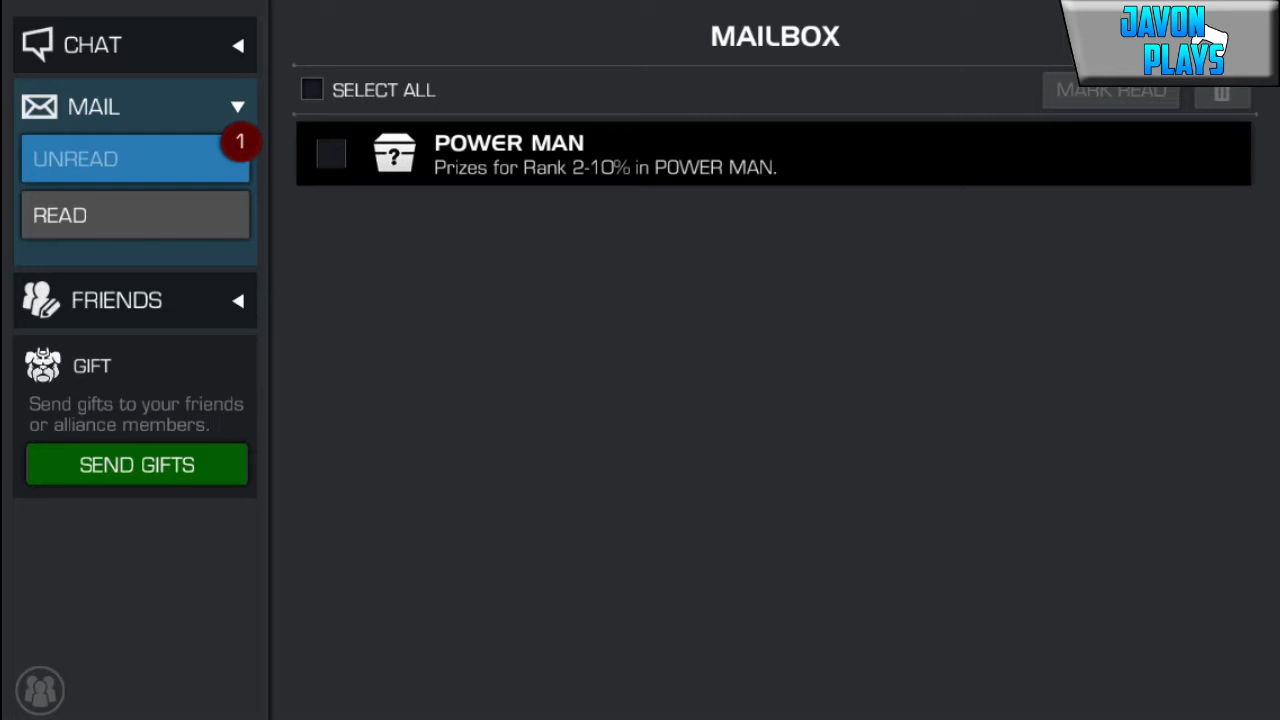 CHAT
MAIL
1
UNREAD
READ
FRIENDS
GIFT
Send gifts to your friends
or alliance members.
SEND GIFTS
MAILBOX
SELECT ALL
MARK READ
POWER MAN
Prizes for Rank 2-10% in POWER MAN.
JAVON
PLAYS